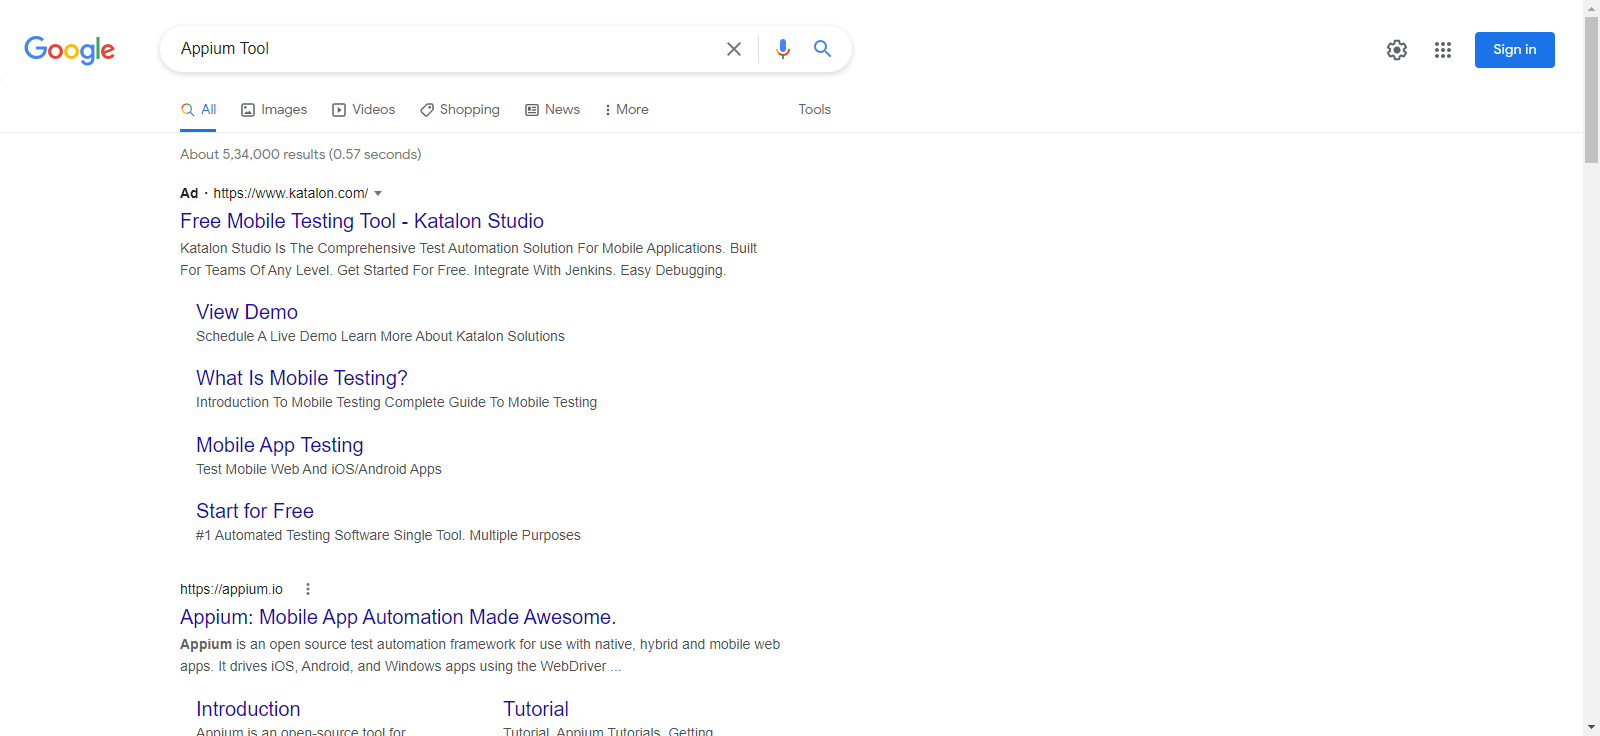 Google
Appium Tool
Sign in
All Images Videos Shopping News More Tools
About 5,34,000 results (0.57 seconds)
Ad · https://www.katalon.com/
Free Mobile Testing Tool - Katalon Studio
Katalon Studio Is The Comprehensive Test Automation Solution For Mobile Applications. Built
For Teams Of Any Level. Get Started For Free. Integrate With Jenkins. Easy Debugging.
View Demo
Schedule A Live Demo Learn More About Katalon Solutions
What Is Mobile Testing?
Introduction To Mobile Testing Complete Guide To Mobile Testing
Mobile App Testing
Test Mobile Web And iOS/Android Apps
Start for Free
#1 Automated Testing Software Single Tool. Multiple Purposes
https://appium.io
Appium: Mobile App Automation Made Awesome.
Appium is an open source test automation framework for use with native, hybrid and mobile web
apps. It drives iOS, Android, and Windows apps using the WebDriver ...
Introduction
Appium is an open-source tool for
Tutorial
Tutorial. Appium Tutorials. Getting